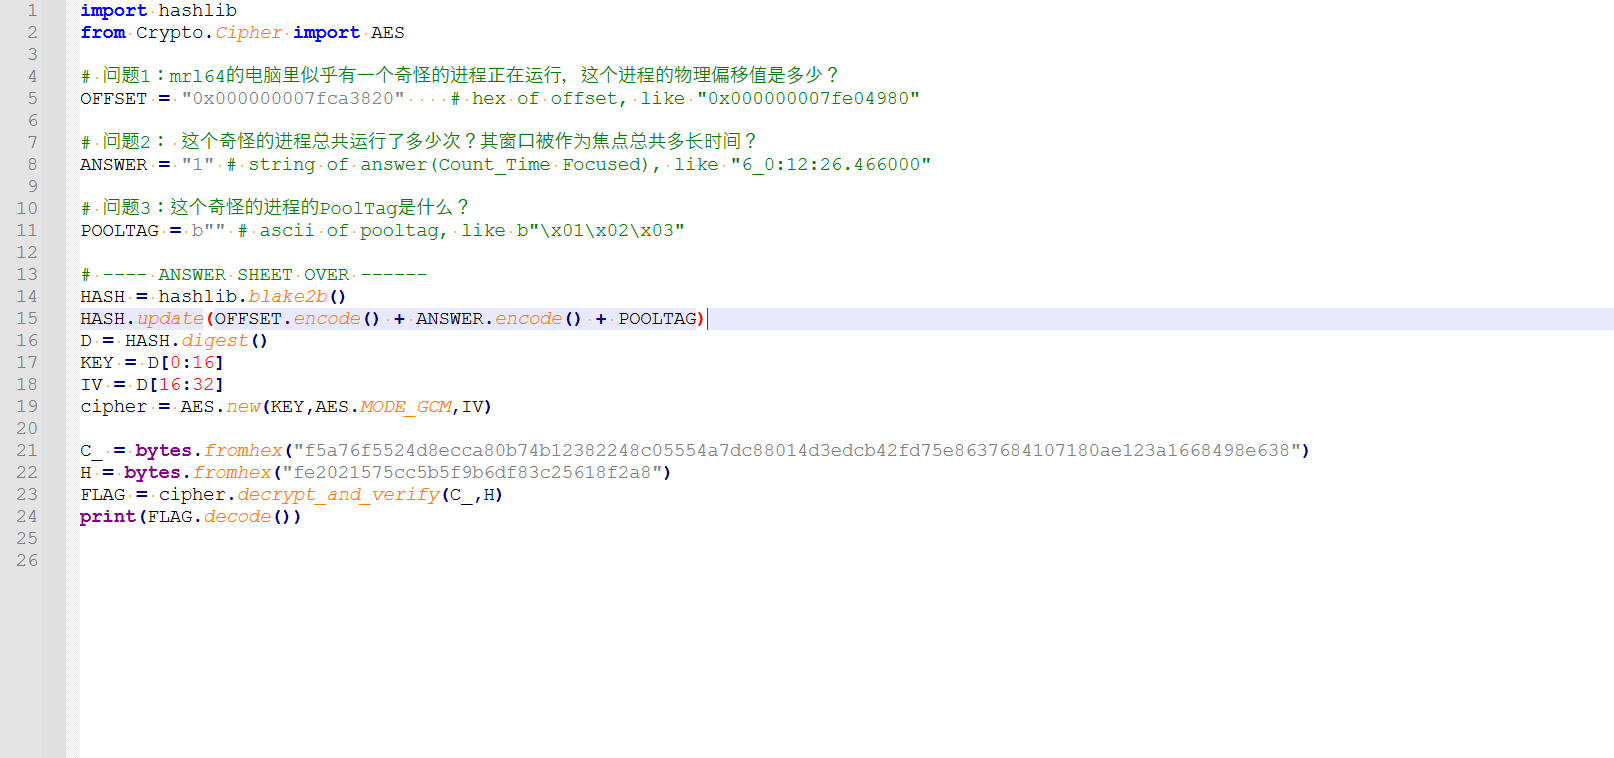 1 import hashlib
2 from Crypto.Cipher import AES
3
4 # 问题1：mrl64的电脑里似乎有一个奇怪的进程正在运行，这个进程的物理偏移值是多少？
5 OFFSET = "0x000000007fca3820"    # hex of offset, like "0x000000007fe04980"
6
7 # 问题2： 这个奇怪的进程总共运行了多少次？其窗口被作为焦点总共多长时间？
8 ANSWER = "1" # string of answer(Count_Time Focused), like "6_0:12:26.466000"
9
10 # 问题3：这个奇怪的进程的PoolTag是什么？
11 POOLTAG = b"" # ascii of pooltag, like b"\x01\x02\x03"
12
13 # ---- ANSWER SHEET OVER ------
14 HASH = hashlib.blake2b()
15 HASH.update(OFFSET.encode() + ANSWER.encode() + POOLTAG)
16 D = HASH.digest()
17 KEY = D[0:16]
18 IV = D[16:32]
19 cipher = AES.new(KEY,AES.MODE_GCM,IV)
20
21 C_ = bytes.fromhex("f5a76f5524d8ecca80b74b12382248c05554a7dc88014d3edcb42fd75e8637684107180ae123a1668498e638")
22 H = bytes.fromhex("fe2021575cc5b5f9b6df83c25618f2a8")
23 FLAG = cipher.decrypt_and_verify(C_,H)
24 print(FLAG.decode())
25
26